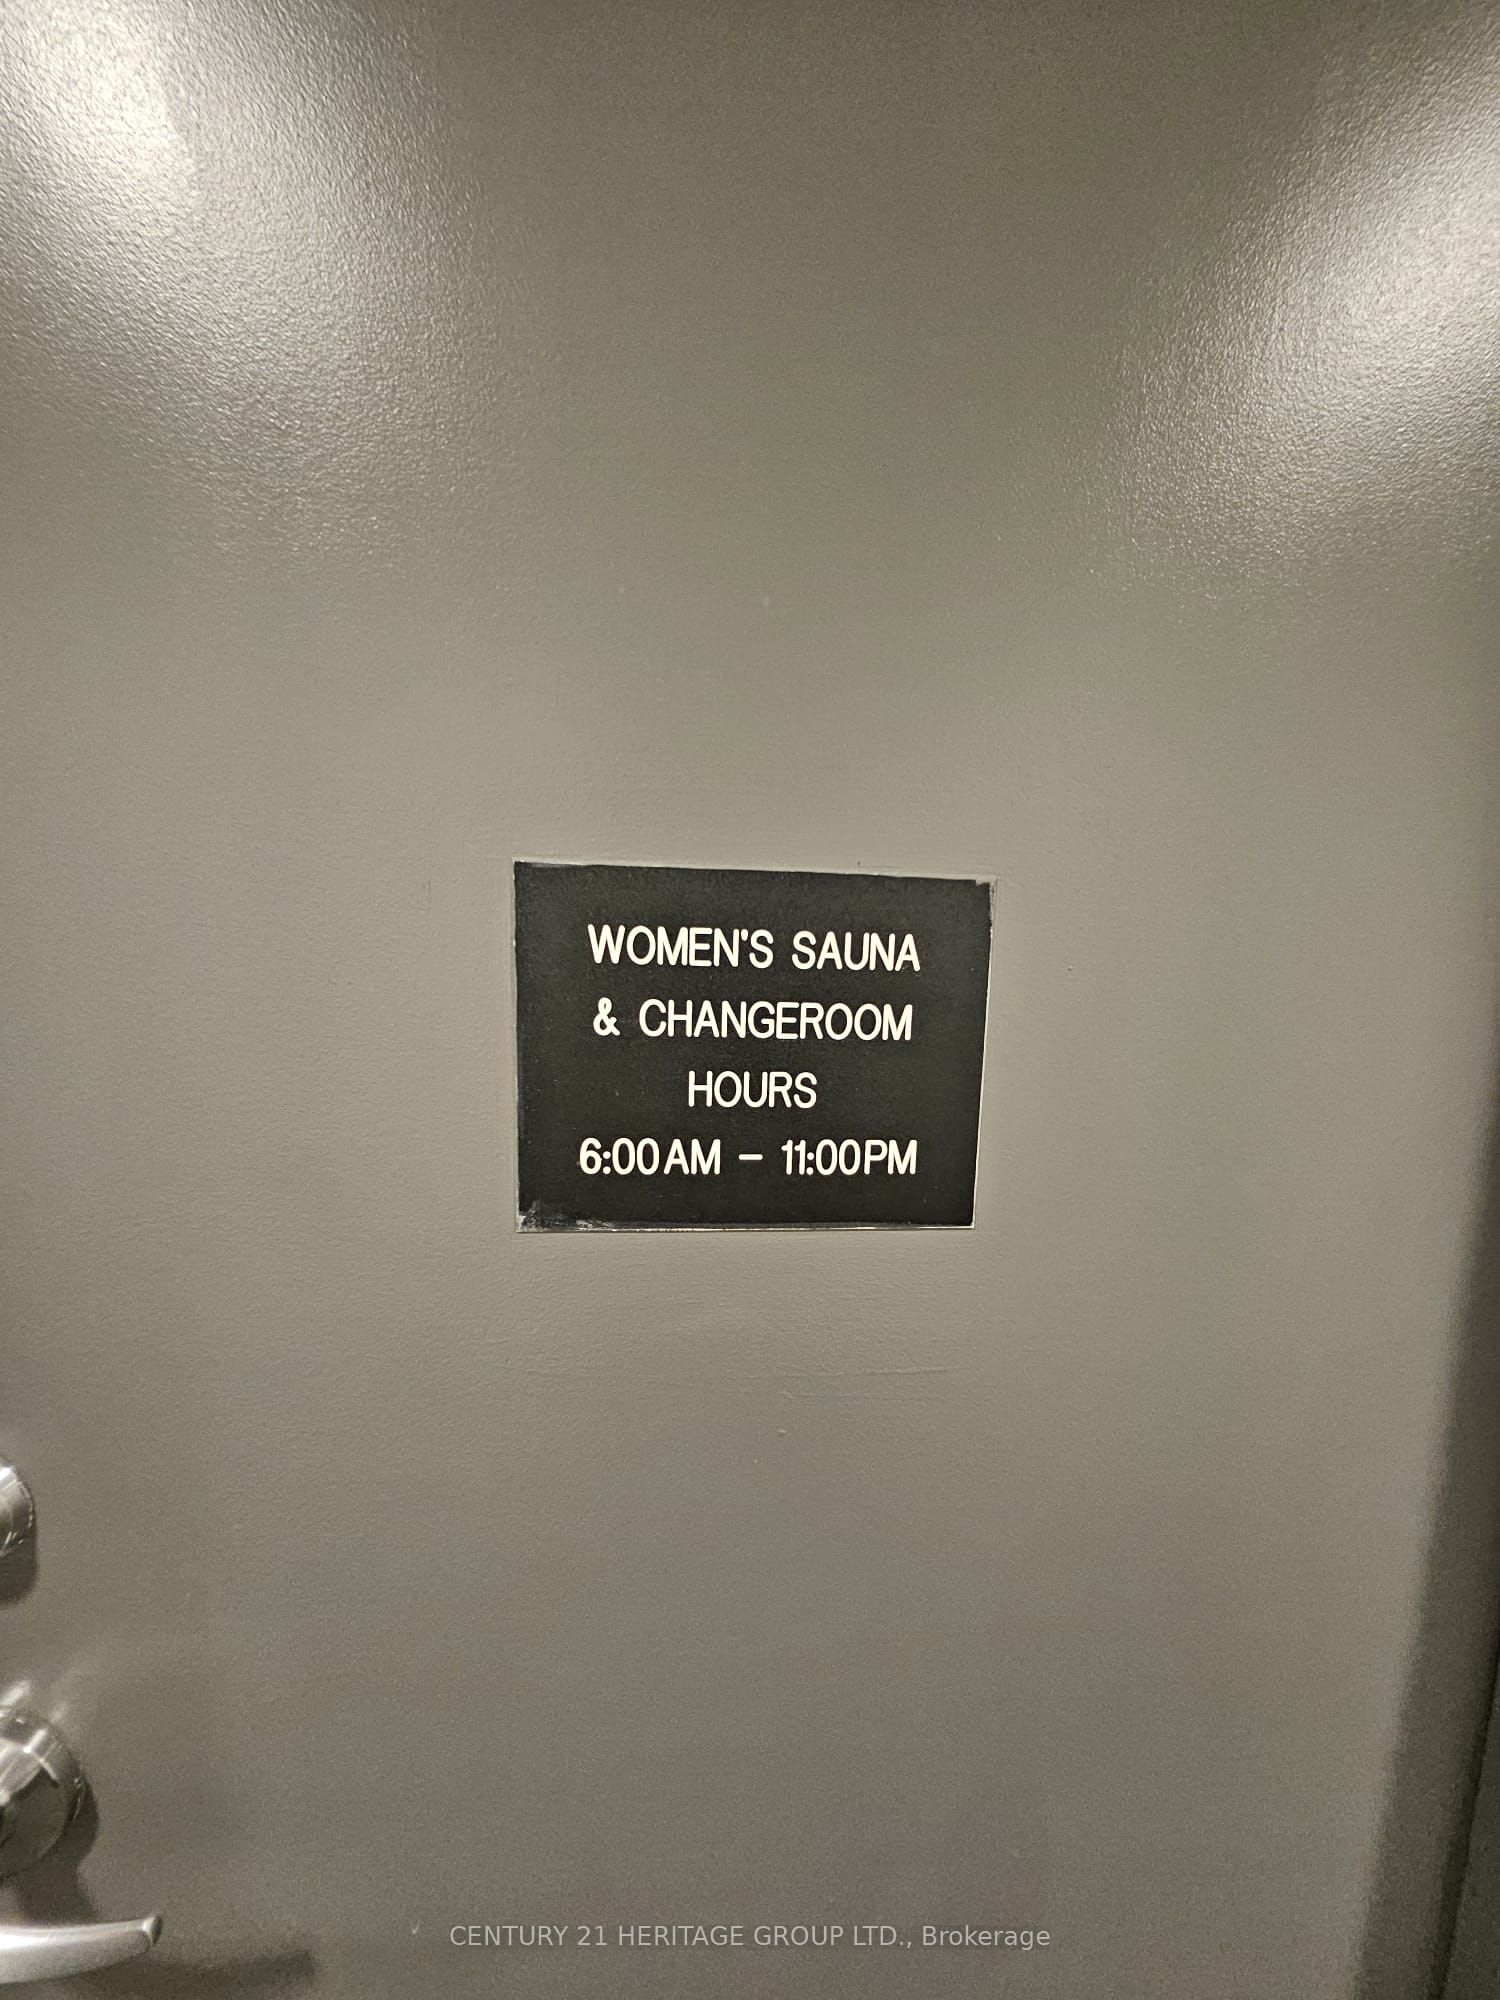 WOMEN'S SAUNA
& CHANGEROOM
HOURS
6:00AM – 11:00PM
CENTURY 21 HERITAGE GROUP LTD., Brokerage